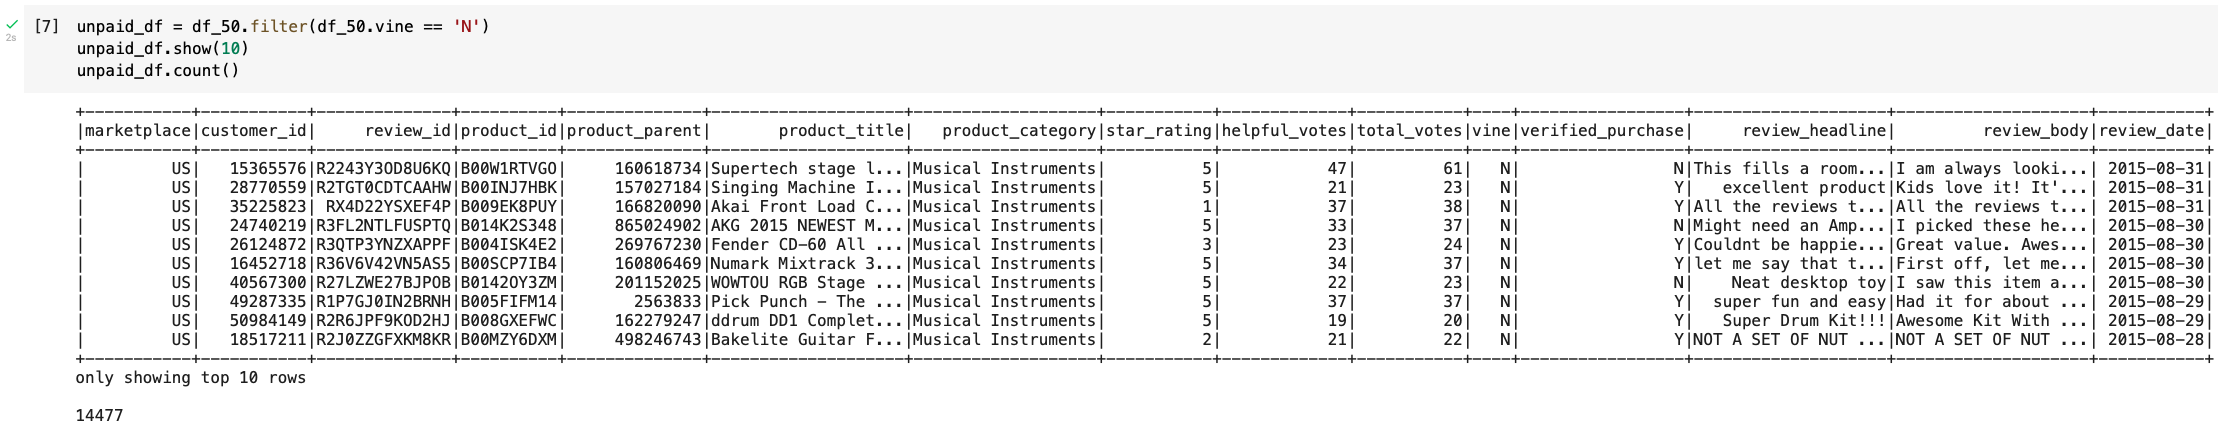 [7] unpaid_df = df_50.filter(df_50.vine == 'N')
2s
unpaid_df.show(10)
unpaid_df.count()
+-----------+-----------+--------------+----------+--------------+--------------------+-------------------+-----------+-------------+-----------+----+-----------------+--------------------+--------------------+-----------+
|marketplace|customer_id|     review_id|product_id|product_parent|       product_title|   product_category|star_rating|helpful_votes|total_votes|vine|verified_purchase|     review_headline|         review_body|review_date|
+-----------+-----------+--------------+----------+--------------+--------------------+-------------------+-----------+-------------+-----------+----+-----------------+--------------------+--------------------+-----------+
|         US|   15365576|R2243Y3OD8U6KQ|B00W1RTVGO|     160618734|Supertech stage l...|Musical Instruments|          5|           47|         61|   N|                N|This fills a room...|I am always looki...| 2015-08-31|
|         US|   28770559|R2TGT0CDTCAAHW|B00INJ7HBK|     157027184|Singing Machine I...|Musical Instruments|          5|           21|         23|   N|                Y|   excellent product|Kids love it! It'...| 2015-08-31|
|         US|   35225823| RX4D22YSXEF4P|B009EK8PUY|     166820090|Akai Front Load C...|Musical Instruments|          1|           37|         38|   N|                Y|All the reviews t...|All the reviews t...| 2015-08-31|
|         US|   24740219|R3FL2NTLFUSPTQ|B014K2S348|     865024902|AKG 2015 NEWEST M...|Musical Instruments|          5|           33|         37|   N|                N|Might need an Amp...|I picked these he...| 2015-08-30|
|         US|   26124872|R3QTP3YNZXAPPF|B004ISK4E2|     269767230|Fender CD-60 All ...|Musical Instruments|          3|           23|         24|   N|                Y|Couldnt be happie...|Great value. Awes...| 2015-08-30|
|         US|   16452718|R36V6V42VN5AS5|B00SCP7IB4|     160806469|Numark Mixtrack 3...|Musical Instruments|          5|           34|         37|   N|                Y|let me say that t...|First off, let me...| 2015-08-30|
|         US|   40567300|R27LZWE27BJPOB|B0142OY3ZM|     201152025|WOWTOU RGB Stage ...|Musical Instruments|          5|           22|         23|   N|                N|    Neat desktop toy|I saw this item a...| 2015-08-30|
|         US|   49287335|R1P7GJ0IN2BRNH|B005FIFM14|       2563833|Pick Punch - The ...|Musical Instruments|          5|           37|         37|   N|                Y|  super fun and easy|Had it for about ...| 2015-08-29|
|         US|   50984149|R2R6JPF9KOD2HJ|B008GXEFWC|     162279247|ddrum DD1 Complet...|Musical Instruments|          5|           19|         20|   N|                Y|   Super Drum Kit!!!|Awesome Kit With ...| 2015-08-29|
|         US|   18517211|R2J0ZZGFXKM8KR|B00MZY6DXM|     498246743|Bakelite Guitar F...|Musical Instruments|          2|           21|         22|   N|                Y|NOT A SET OF NUT ...|NOT A SET OF NUT ...| 2015-08-28|
+-----------+-----------+--------------+----------+--------------+--------------------+-------------------+-----------+-------------+-----------+----+-----------------+--------------------+--------------------+-----------+
only showing top 10 rows
14477